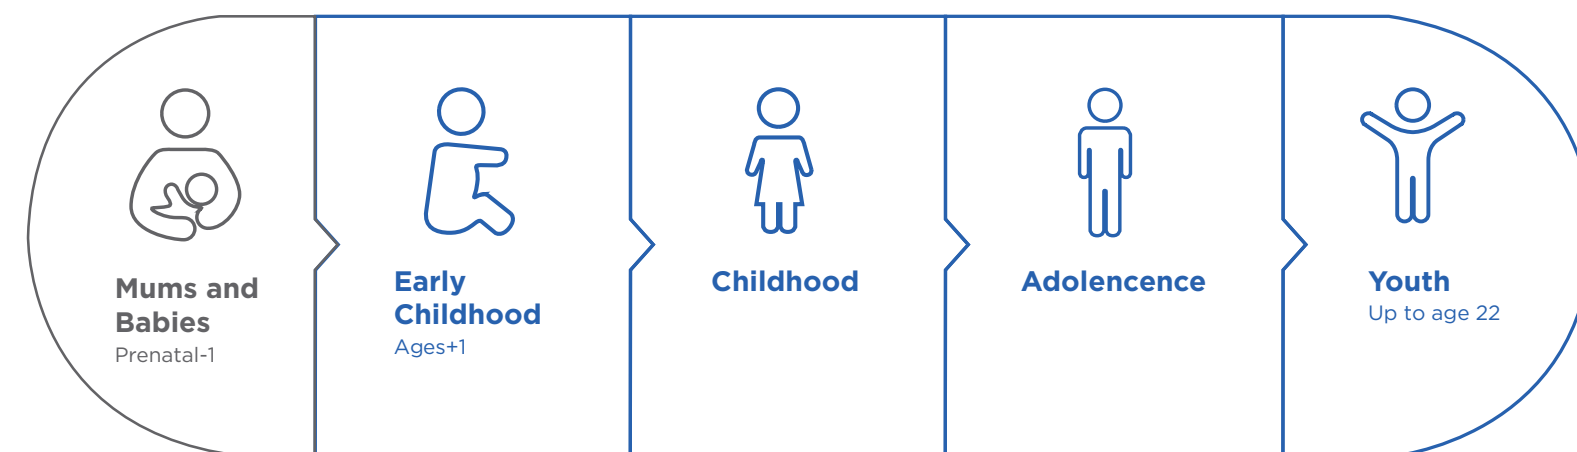 Mums and
Babies
Prenatal-1
Early
Childhood
Ages+1
Childhood
Adolencence
Youth
Up to age 22